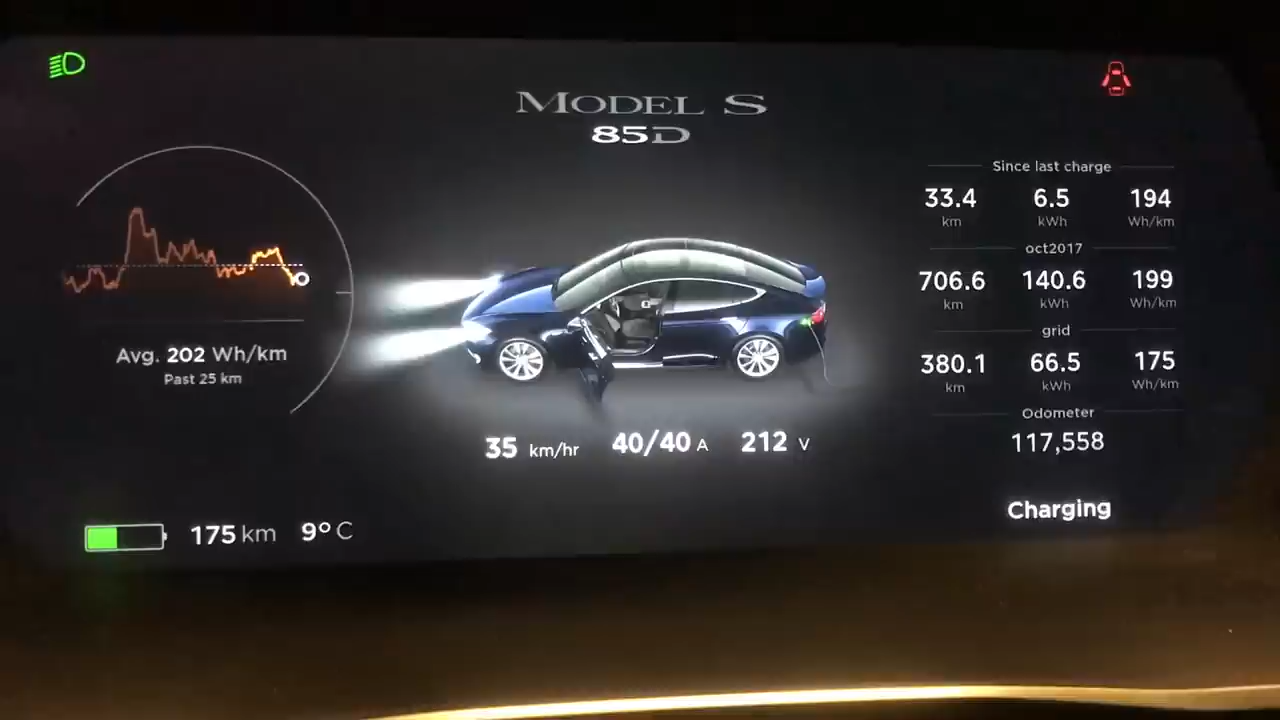 MODEL S
85D
Since last charge
33.4 6.5 194
km kWh Wh/km
oct2017
706.6 140.6 199
km kWh Wh/km
grid
380.1 66.5 175
km kWh Wh/km
Odometer
117,558
Charging
Avg. 202 Wh/km
Past 25 km
35 km/hr 40/40 A 212 V
175 km 9° C